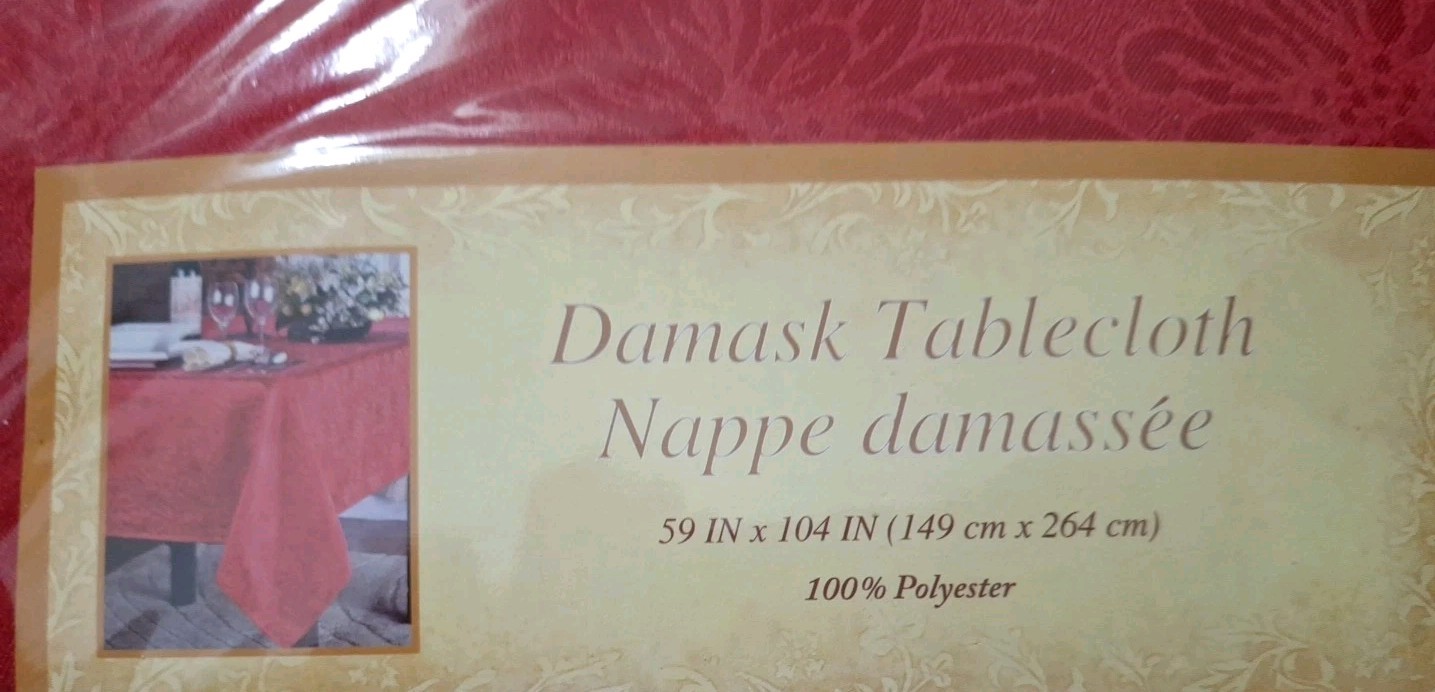 Damask Tablecloth
Nappe damassée
59 IN x 104 IN (149 cm x 264 cm)
100% Polyester